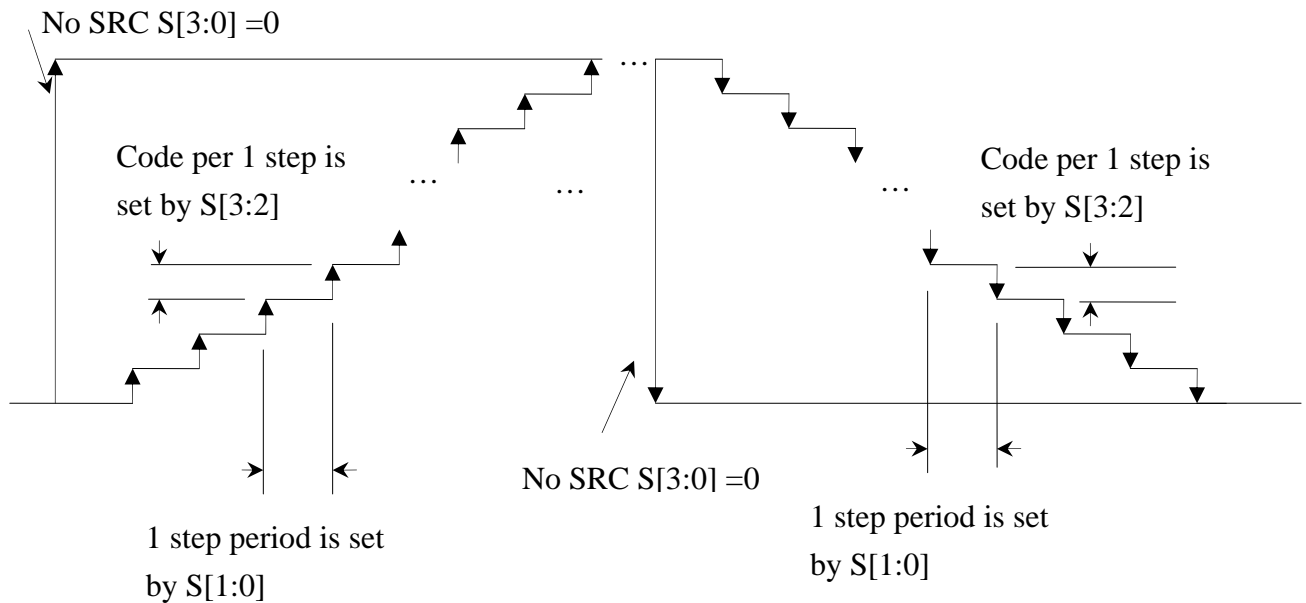 No SRC S[3:0] =0
…
Code per 1 step is
set by S[3:2]
…
…
…
Code per 1 step is
set by S[3:2]
No SRC S[3:0] =0
1 step period is set
by S[1:0]
1 step period is set
by S[1:0]